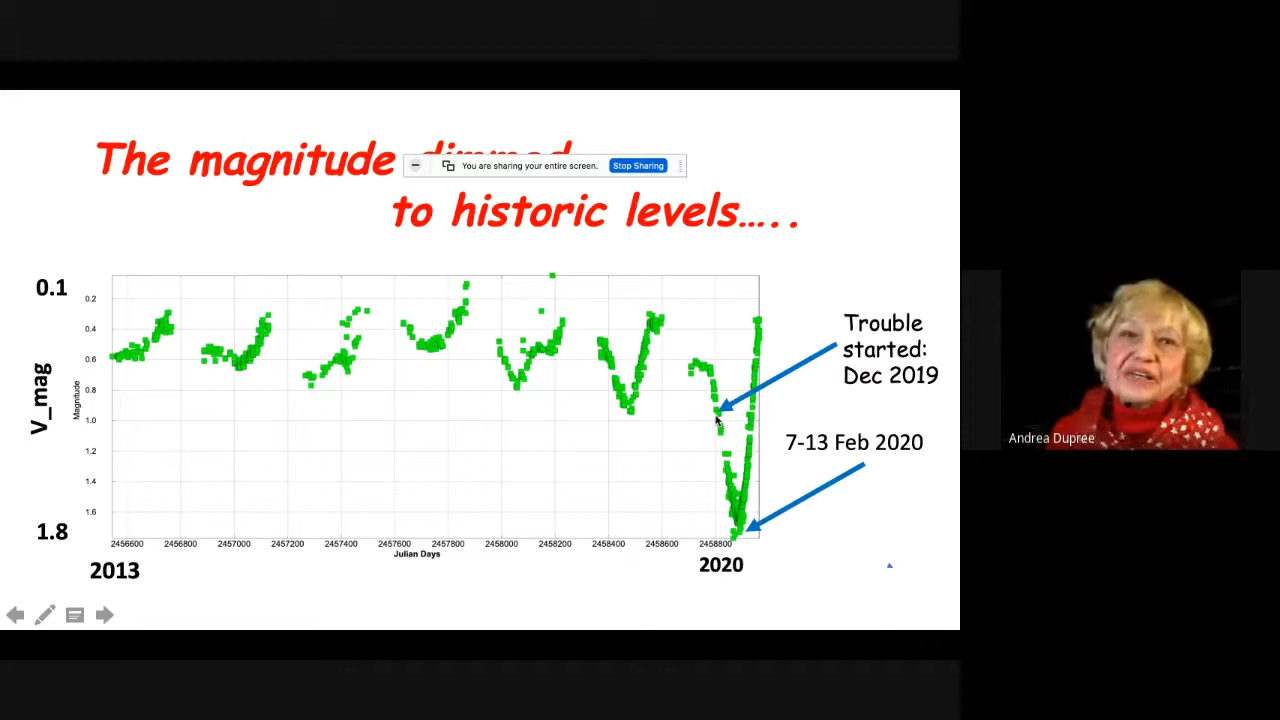 The magnitude
You are sharing your entire screen.
Stop Sharing
to historic levels…..
0.1
V_mag
1.8
Magnitude
0.2
0.4
0.6
0.8
1.0
1.2
1.4
1.6
2456600 2456800 2457000 2457200 2457400 2457600 2457800 2458000 2458200 2458400 2458600 2458800
Julian Days
2013
2020
Trouble
started:
Dec 2019
7-13 Feb 2020
Andrea Dupree